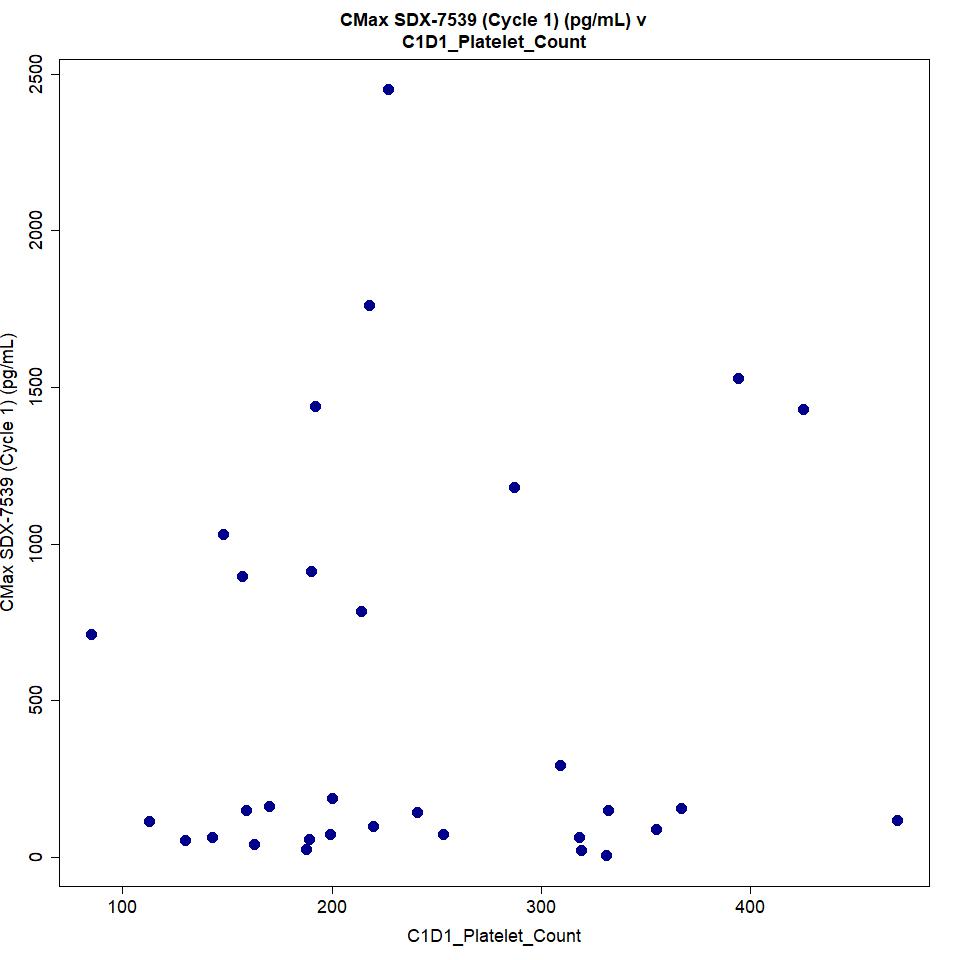 CMax SDX-7539 (Cycle 1) (pg/mL) v
C1D1_Platelet_Count
CMax SDX-7539 (Cycle 1) (pg/mL)
2500
2000
1500
1000
500
0
100
200
300
400
C1D1_Platelet_Count